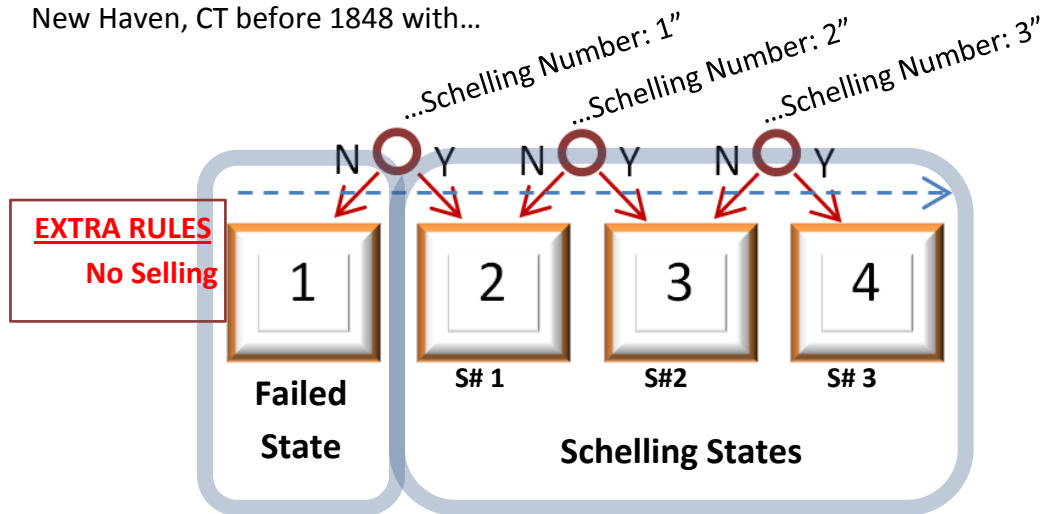 New Haven, CT before 1848 with…
…Schelling Number: 1”
…Schelling Number: 2”
…Schelling Number: 3”
N Y N Y N Y
EXTRA RULES
No Selling
1 2 3 4
S# 1 S#2 S# 3
Failed
State
Schelling States